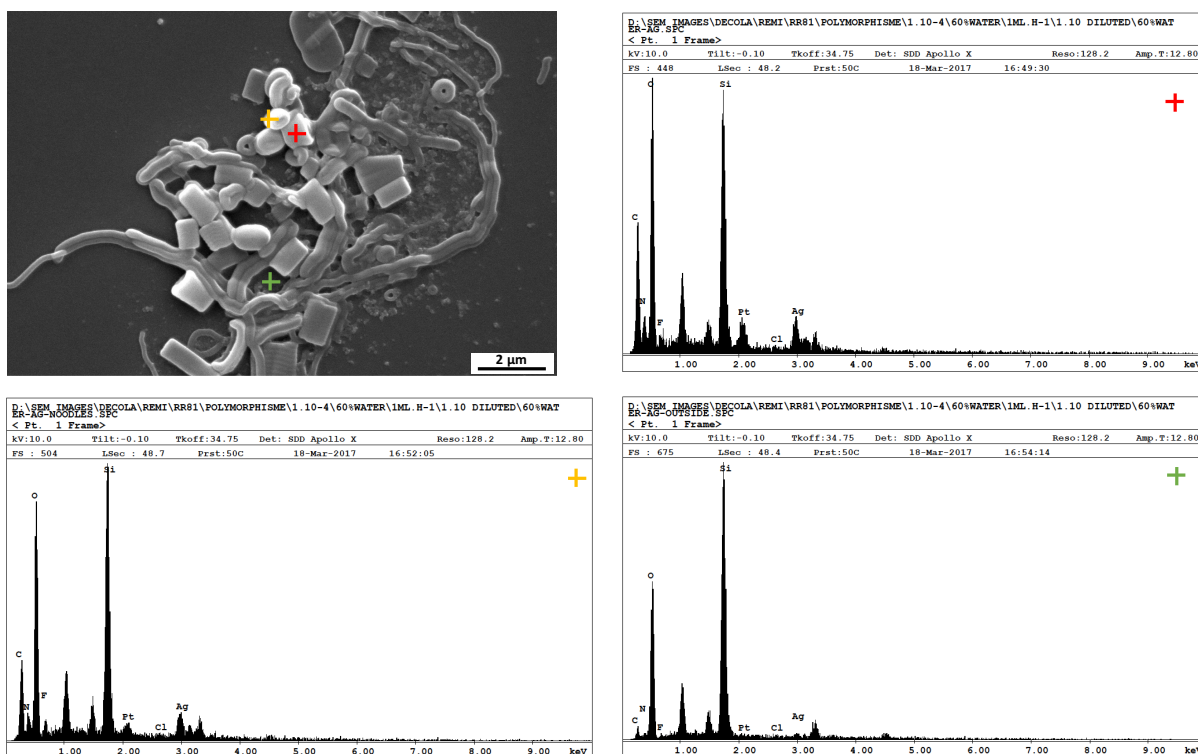 2 µm
D:\SEM IMAGES\DECOLA\REMI\RR81\POLYMORPHISME\1.10-4\60%WATER\1ML.H-1\1.10 DILUTED\60%WAT
ER-AG.SPC
< Pt. 1 Frame>
kV:10.0 Tilt:-0.10 Tkoff:34.75 Det: SDD Apollo X Reso:128.2 Amp.T:12.80
FS : 448 LSec : 48.2 Prst:50C 18-Mar-2017 16:49:30
O Si
C
N
F
Pt Ag
Cl
1.00 2.00 3.00 4.00 5.00 6.00 7.00 8.00 9.00 keV
D:\SEM IMAGES\DECOLA\REMI\RR81\POLYMORPHISME\1.10-4\60%WATER\1ML.H-1\1.10 DILUTED\60%WAT
ER-AG-NOODLES.SPC
< Pt. 1 Frame>
kV:10.0 Tilt:-0.10 Tkoff:34.75 Det: SDD Apollo X Reso:128.2 Amp.T:12.80
FS : 504 LSec : 48.7 Prst:50C 18-Mar-2017 16:52:05
Si
O
C
F
N Ag
Pt
Cl
1.00 2.00 3.00 4.00 5.00 6.00 7.00 8.00 9.00 keV
D:\SEM IMAGES\DECOLA\REMI\RR81\POLYMORPHISME\1.10-4\60%WATER\1ML.H-1\1.10 DILUTED\60%WAT
ER-AG-OUTSIDE.SPC
< Pt. 1 Frame>
kV:10.0 Tilt:-0.10 Tkoff:34.75 Det: SDD Apollo X Reso:128.2 Amp.T:12.80
FS : 675 LSec : 48.4 Prst:50C 18-Mar-2017 16:54:14
Si
O
N
C
F Pt Cl Ag
1.00 2.00 3.00 4.00 5.00 6.00 7.00 8.00 9.00 keV